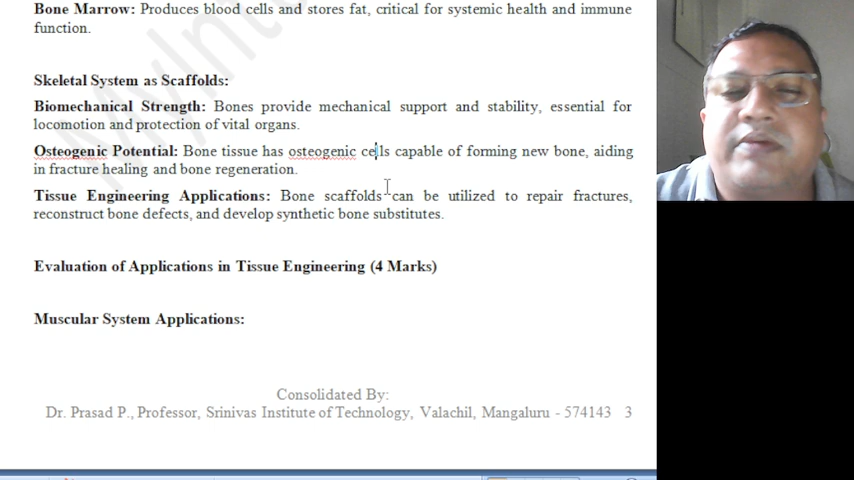 Bone Marrow: Produces blood cells and stores fat, critical for systemic health and immune
function.
Skeletal System as Scaffolds:
Biomechanical Strength: Bones provide mechanical support and stability, essential for
locomotion and protection of vital organs.
Osteogenic Potential: Bone tissue has osteogenic cells capable of forming new bone, aiding
in fracture healing and bone regeneration.
Tissue Engineering Applications: Bone scaffolds can be utilized to repair fractures,
reconstruct bone defects, and develop synthetic bone substitutes.
Evaluation of Applications in Tissue Engineering (4 Marks)
Muscular System Applications:
Consolidated By:
Dr. Prasad P., Professor, Srinivas Institute of Technology, Valachil, Mangaluru - 574143 3